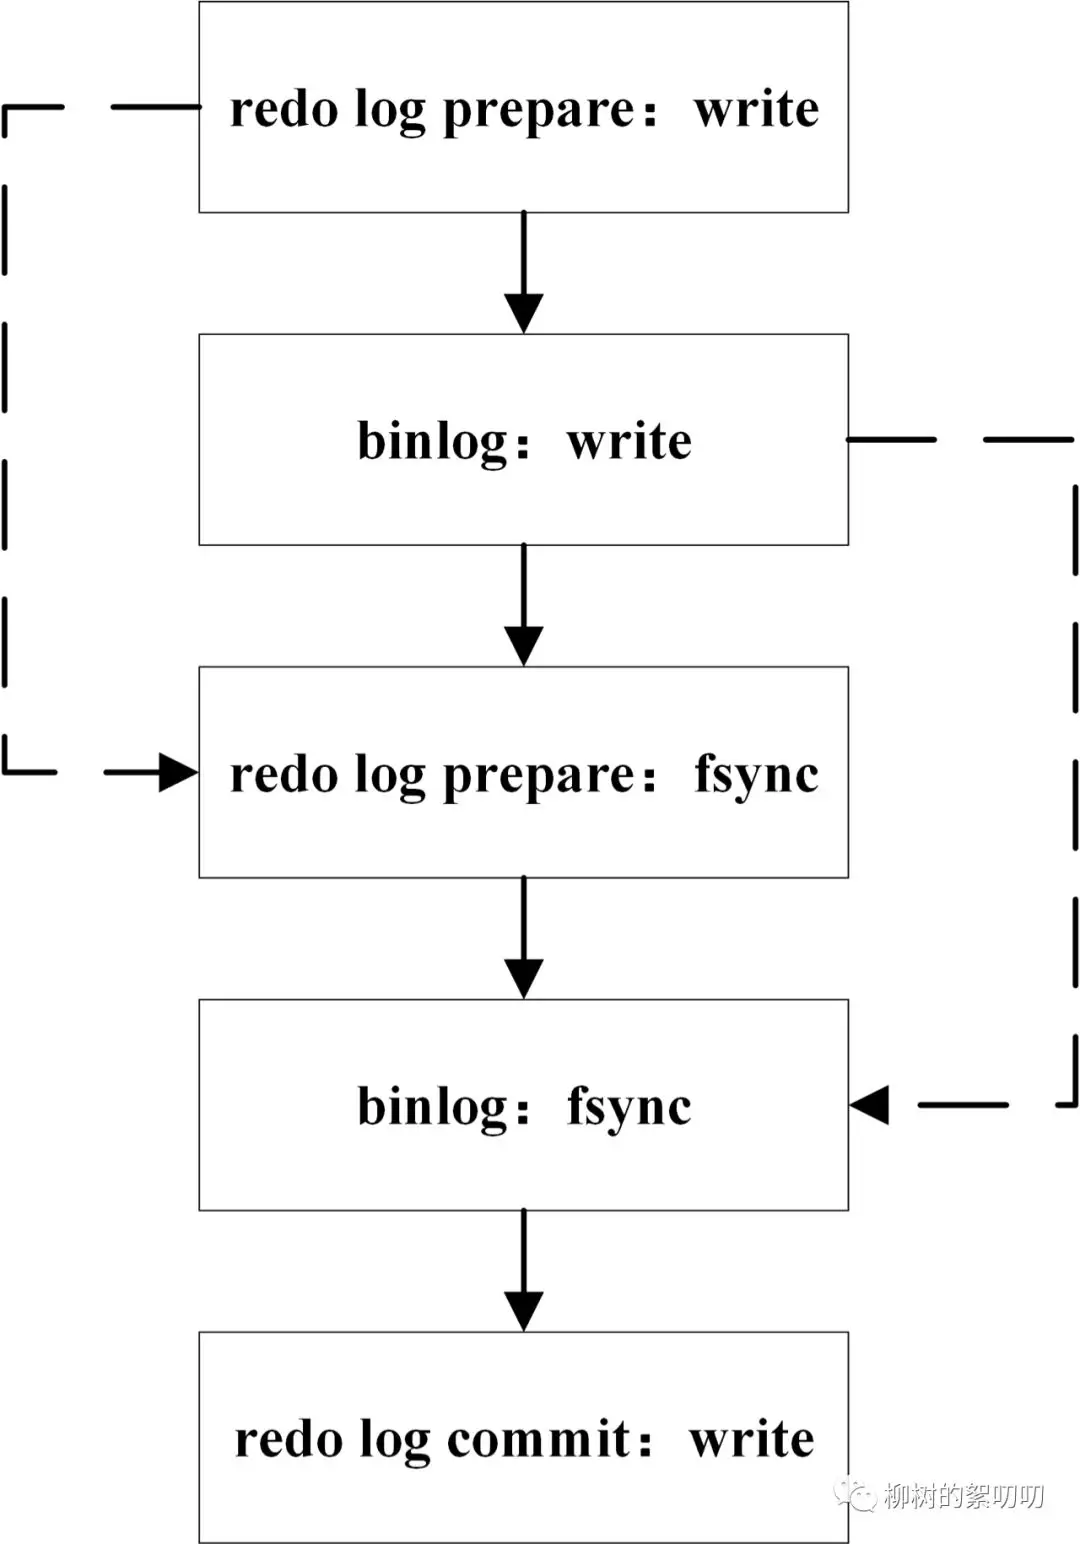 redo log prepare：write
binlog：write
redo log prepare：fsync
binlog：fsync
redo log commit：write
柳树的絮叨叨